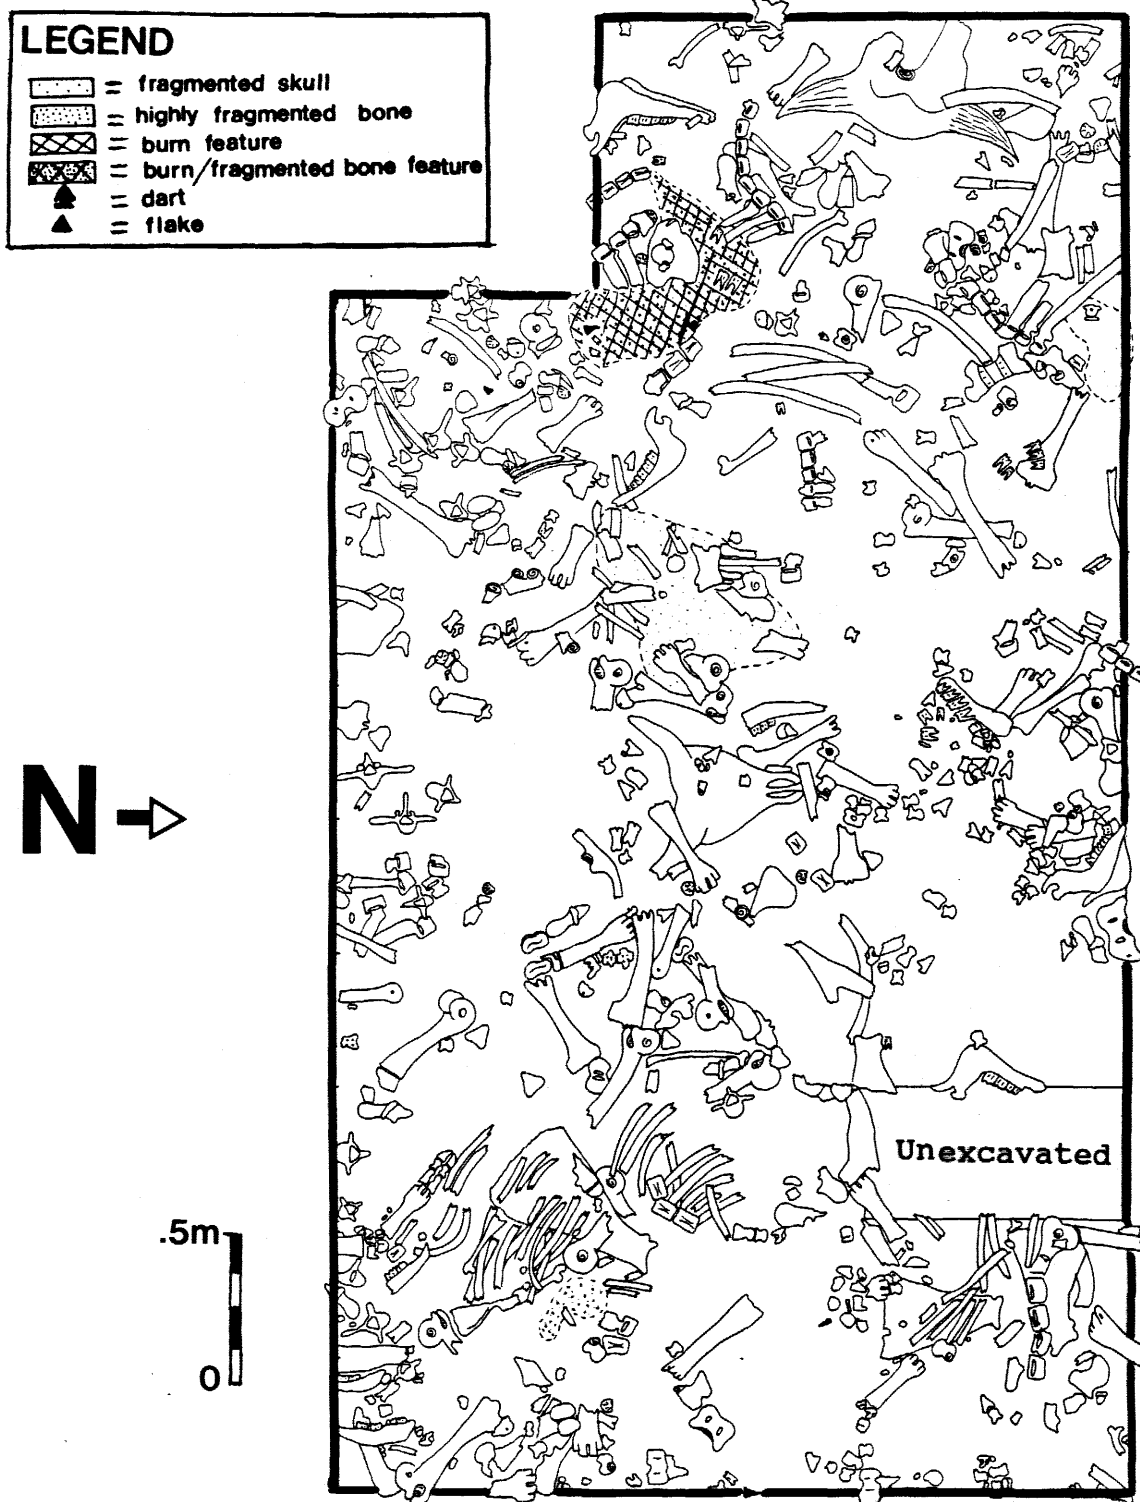 LEGEND
= fragmented skull
= highly fragmented bone
= burn feature
= burn/fragmented bone feature
= dart
= flake
N
Unexcavated
.5m
0